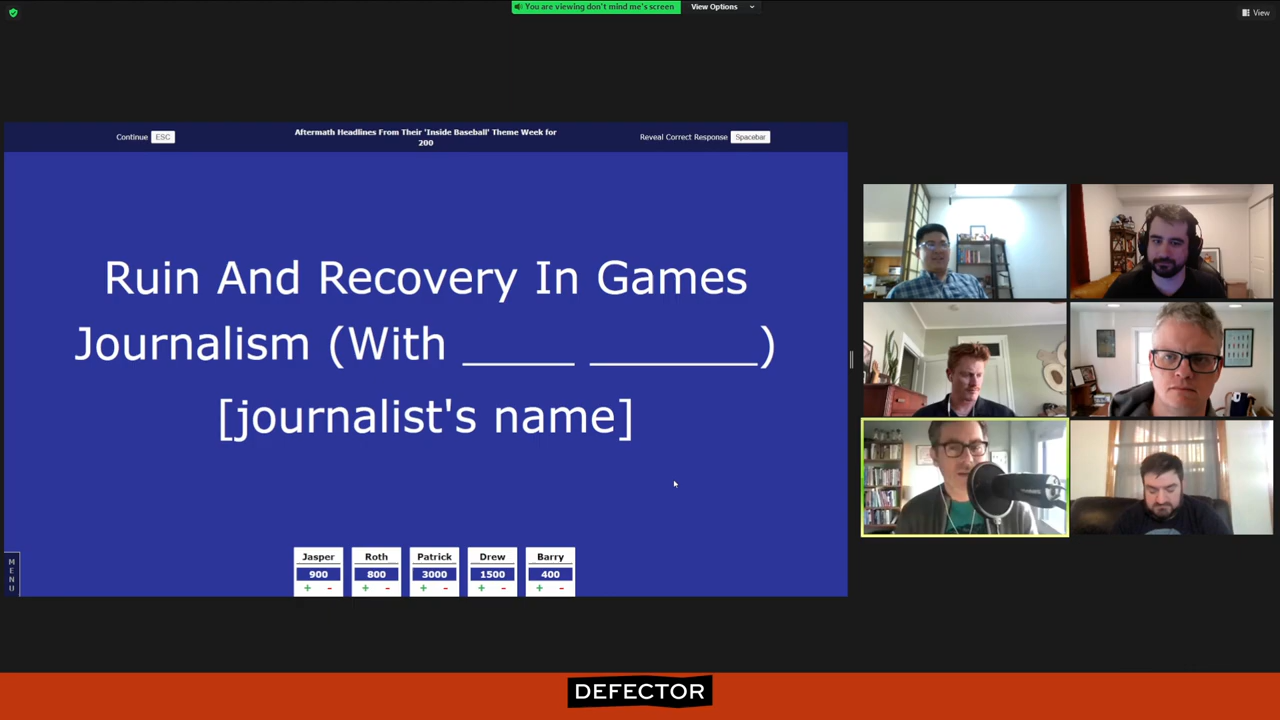 You are viewing don't mind me's screen
View Options
View
Continue ESC
Aftermath Headlines From Their 'Inside Baseball' Theme Week for
200
Reveal Correct Response Spacebar
Ruin And Recovery In Games
Journalism (With _____ _______)
[journalist's name]
MENU
Jasper Roth Patrick Drew Barry
900 800 3000 1500 400
+ - + - + - + - + -
DEFECTOR